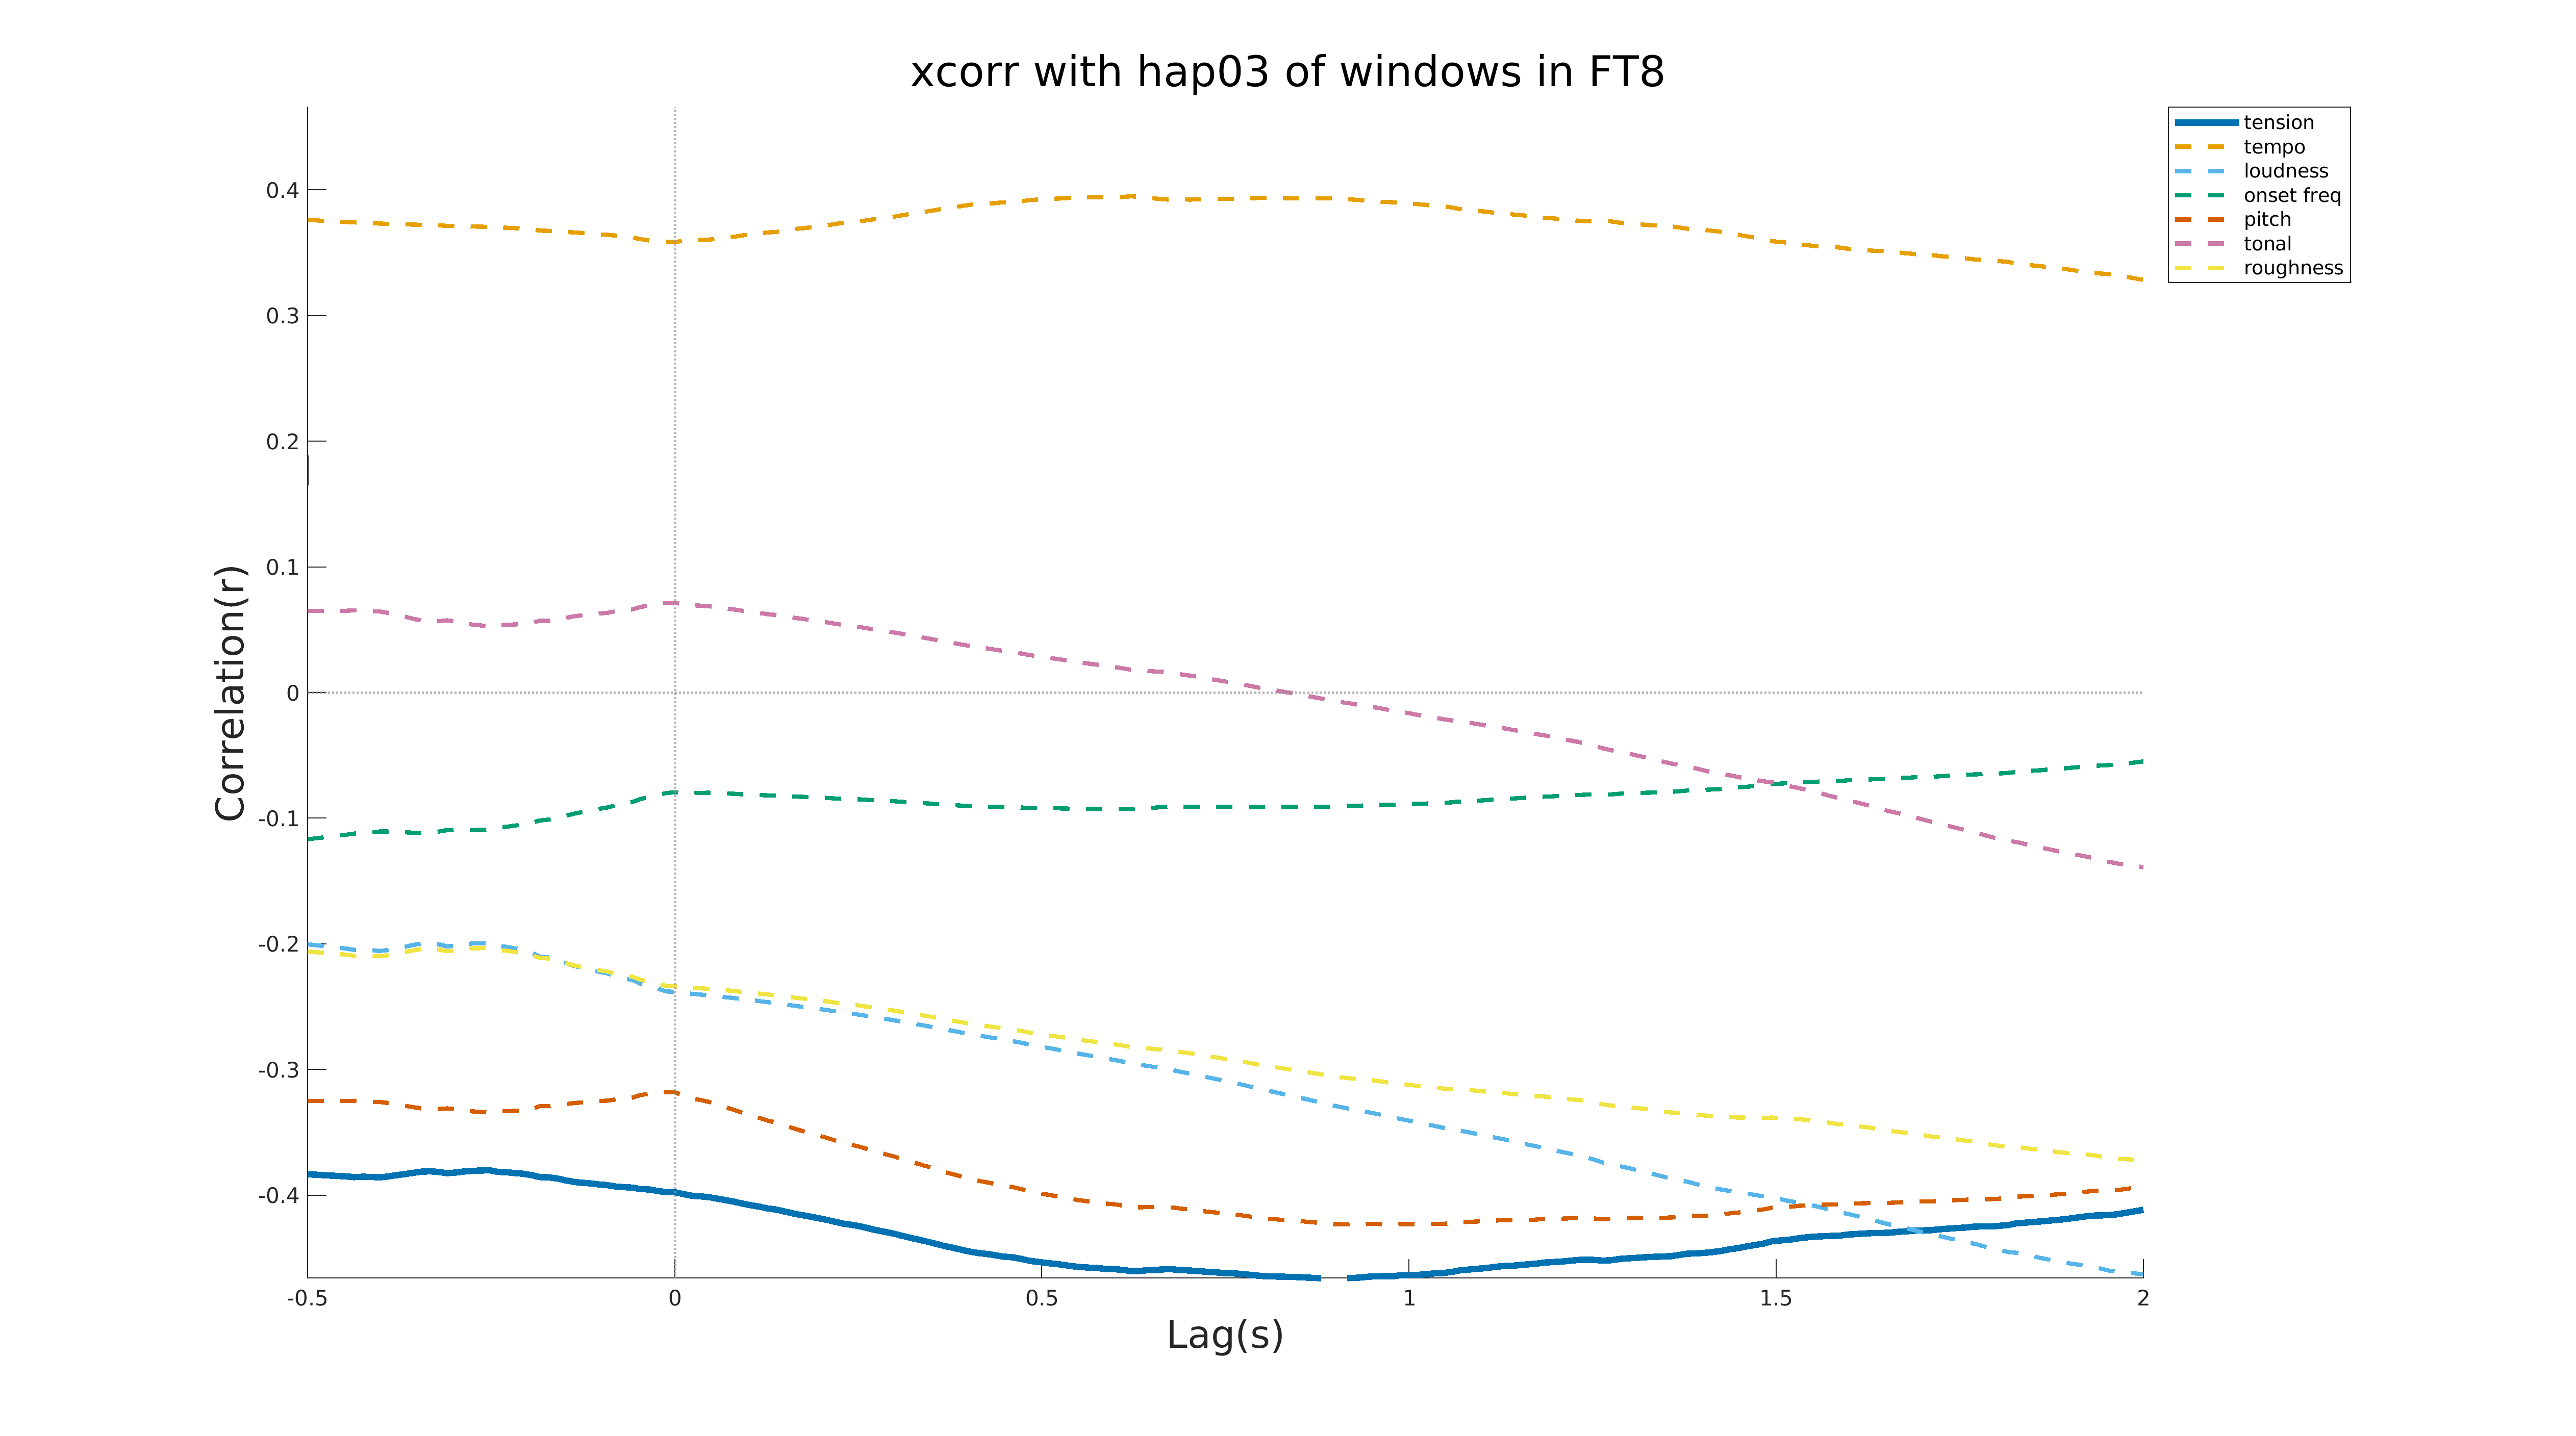 xcorr with hap03 of windows in FT8
tension
tempo
loudness
onset freq
pitch
tonal
roughness
0.4
0.3
0.2
0.1
0
-0.1
-0.2
-0.3
-0.4
Correlation(r)
-0.5
0
0.5
1
1.5
2
Lag(s)